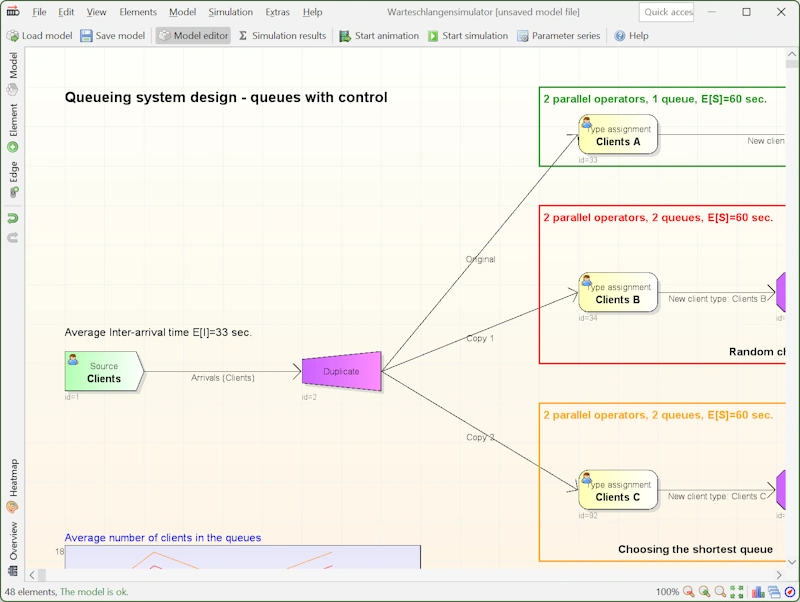 File Edit View Elements Model Simulation Extras Help Warteschlangensimulator [unsaved model file] Quick acces
Load model Save model Model editor Simulation results Start animation Start simulation Parameter series Help
Model
Element
Edge
Heatmap
Overview
Queueing system design - queues with control
2 parallel operators, 1 queue, E[S]=60 sec.
Type assignment
Clients A
New clien
id=33
2 parallel operators, 2 queues, E[S]=60 sec.
Original
Type assignment
Clients B
New client type: Clients B
id=34
id=
Average Inter-arrival time E[I]=33 sec.
Copy 1
Random ch
Source
Clients
Arrivals (Clients)
Duplicate
id=1
id=2
2 parallel operators, 2 queues, E[S]=60 sec.
Copy 2
Type assignment
Clients C
New client type: Clients C
id=92
id=
Average number of clients in the queues
18
Choosing the shortest queue
48 elements, The model is ok. 100%